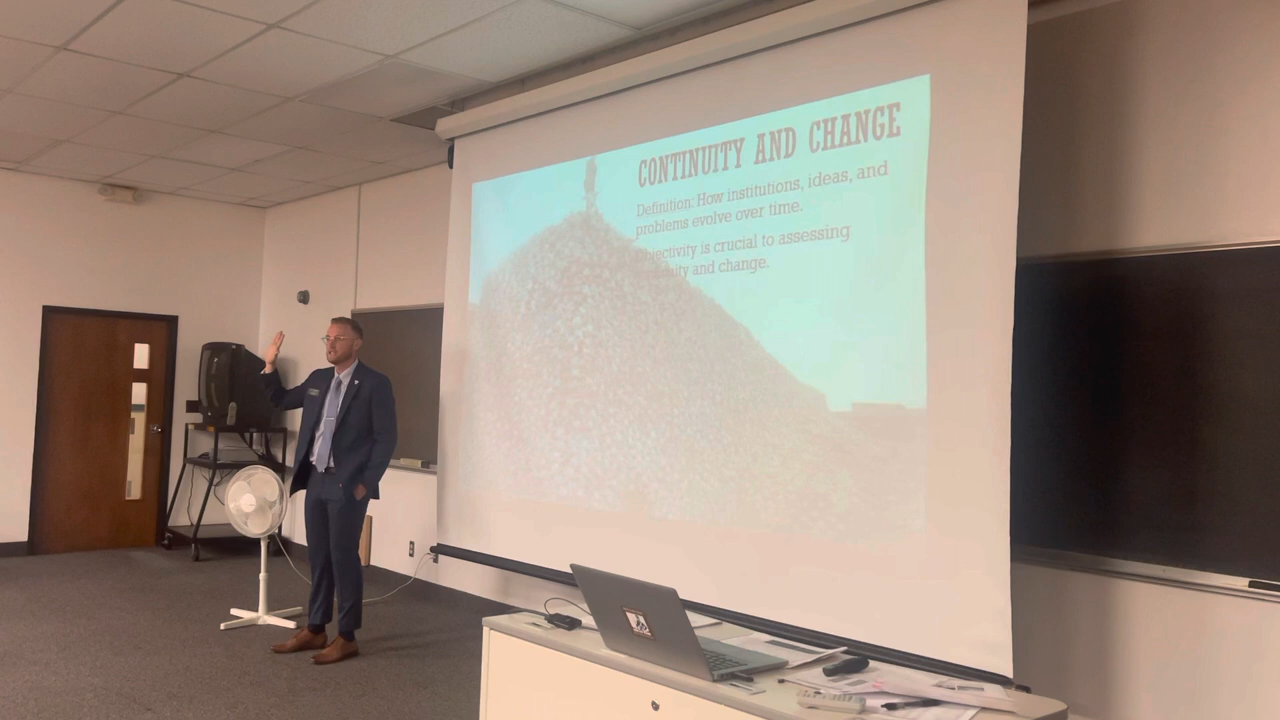 CONTINUITY AND CHANGE
Definition: How institutions, ideas, and
problems evolve over time.
is crucial to assessing
and change.